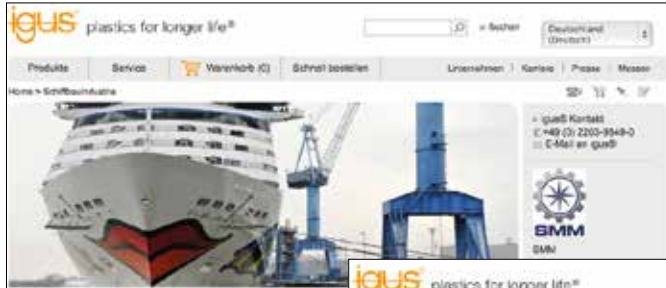 igus® plastics for longer life®
» Suchen
Deutschland
(Deutsch)
Produkte
Service
Warenkorb (0)
Schnell bestellen
Unternehmen
Karriere
Presse
Messen
Home > Schiffbauindustrie
» igus® Kontakt
+49 (0) 2203-9649-0
E-Mail an igus®
SMM
SMM
igus® plastics for longer life®